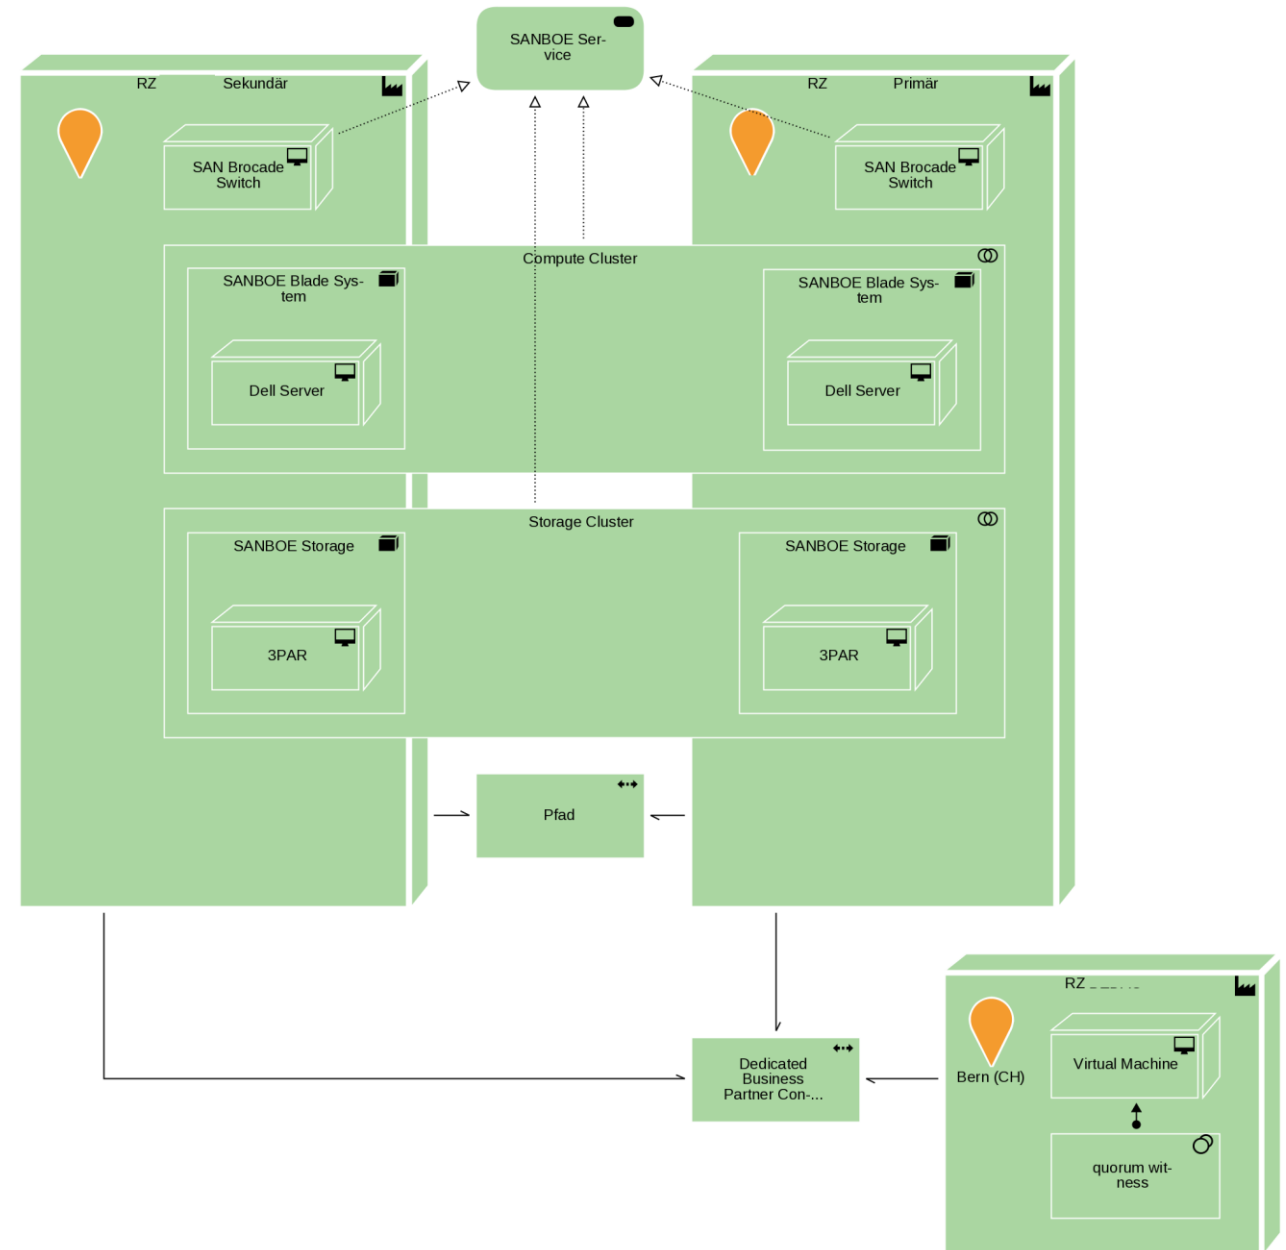 SANBOE Ser-
vice
RZ Sekundär
RZ Primär
SAN Brocade
Switch
SAN Brocade
Switch
Compute Cluster
SANBOE Blade Sys-
tem
SANBOE Blade Sys-
tem
Dell Server
Dell Server
Storage Cluster
SANBOE Storage
SANBOE Storage
3PAR
3PAR
Pfad
RZ
Dedicated
Business
Partner Con-...
Bern (CH)
Virtual Machine
quorum wit-
ness